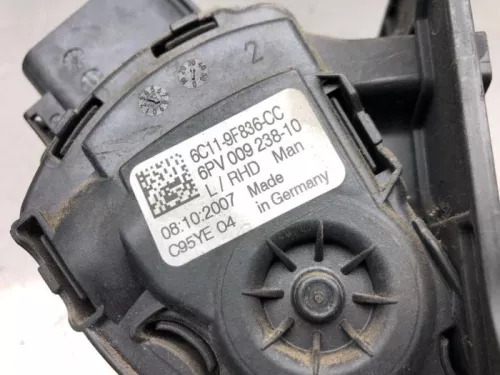 2
6C11-9F836-CC
6PV 009 238-10
L / RHD Man
08:10:2007 Made
C95YE 04 in Germany